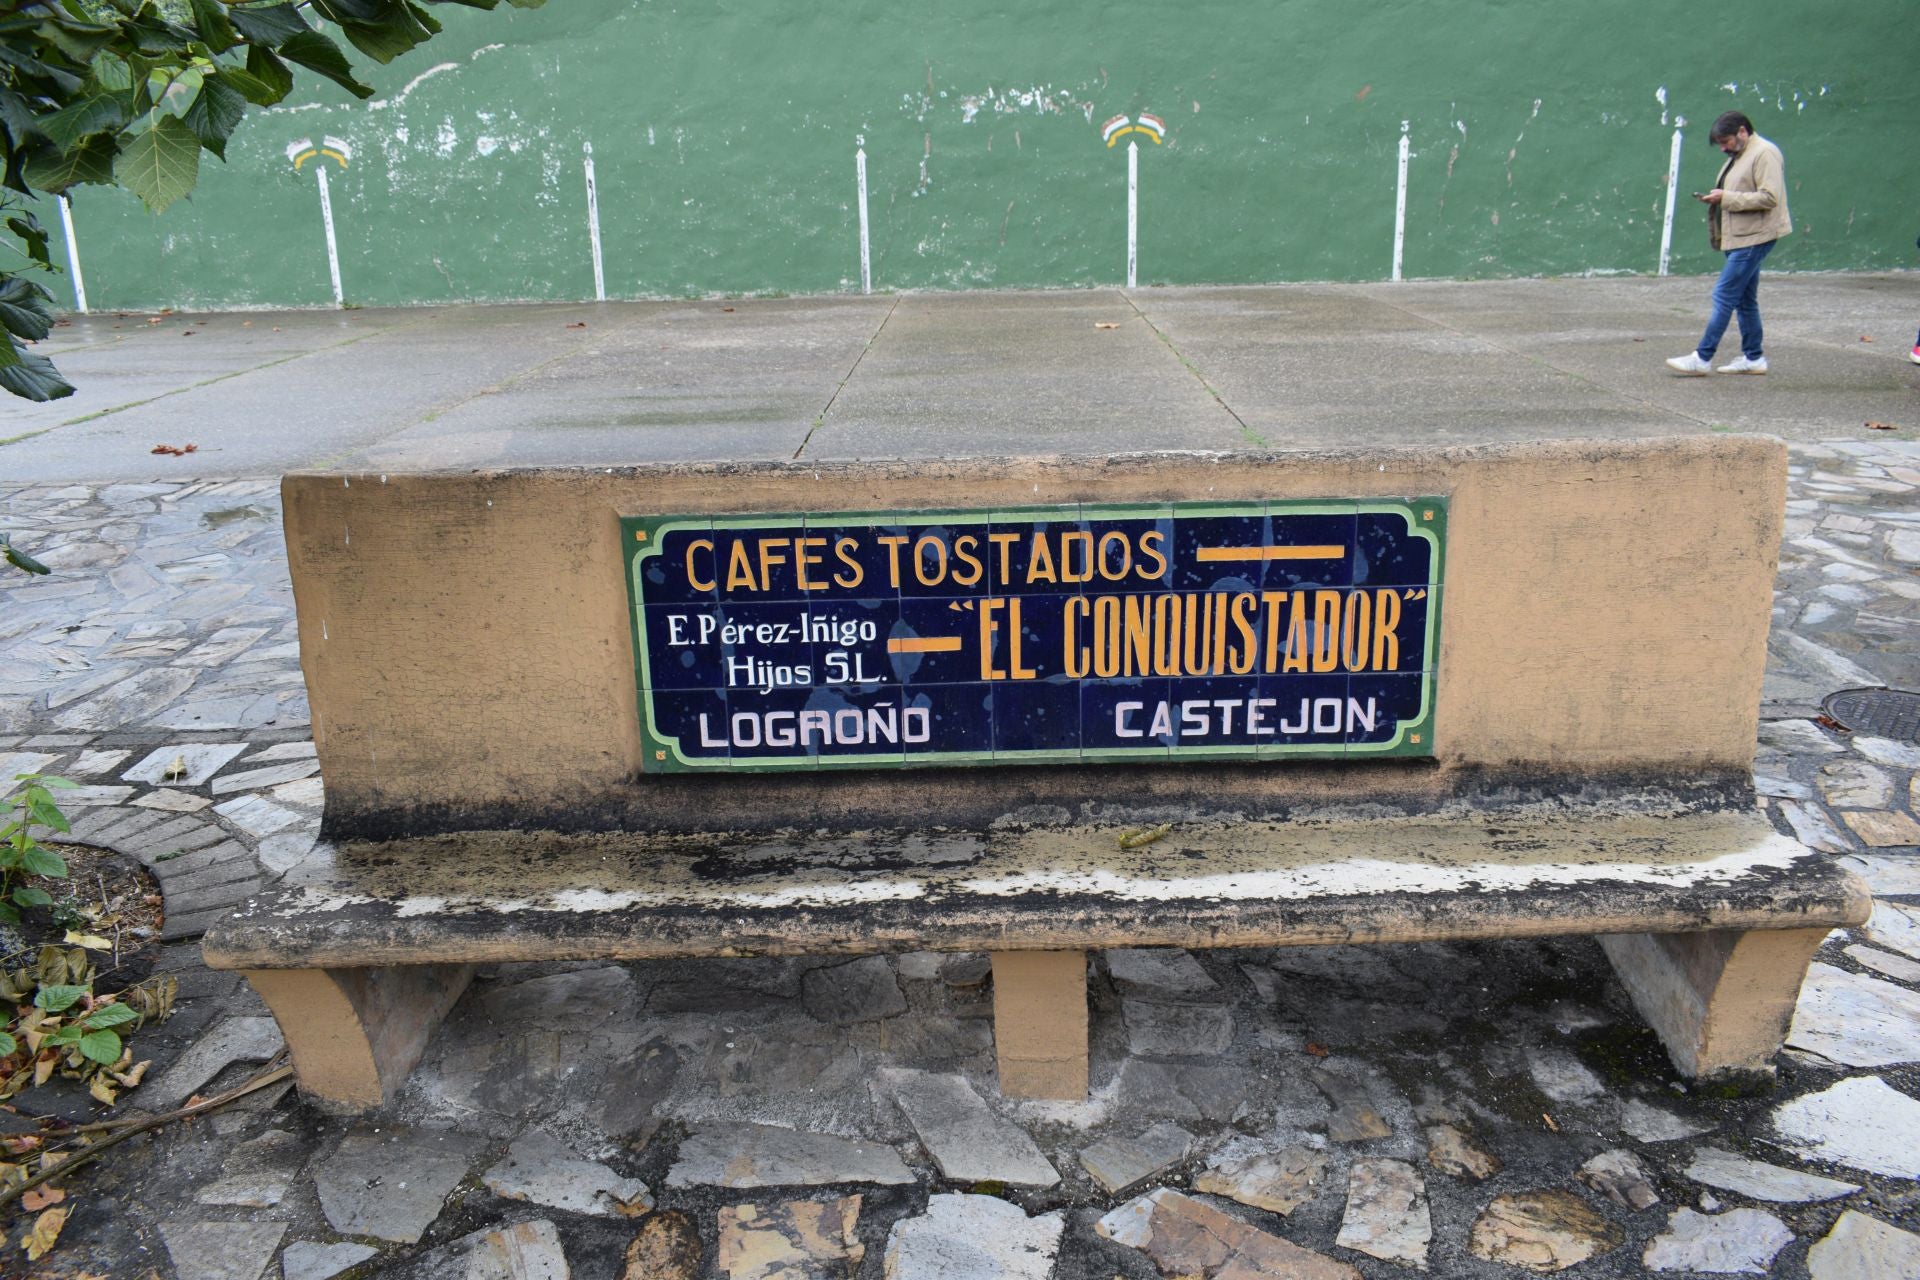 CAFES TOSTADOS
E. Pérez-Iñigo
Hijos S.L.
"EL CONQUISTADOR"
LOGROÑO CASTEJON